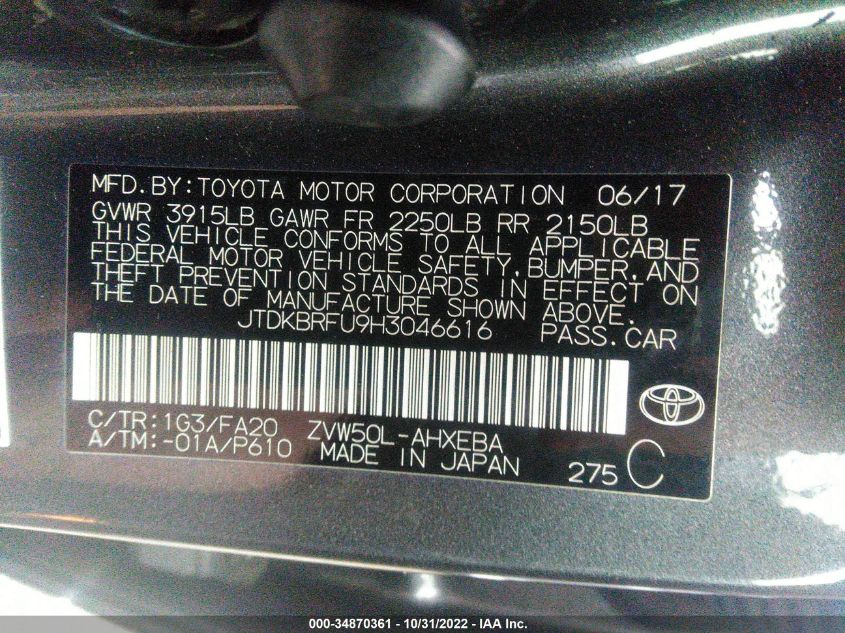 MFD.BY:TOYOTA MOTOR CORPORATION 06/17
GVWR 3915LB GAWR FR 2250LB RR 2150LB
THIS VEHICLE CONFORMS TO ALL APPLICABLE
FEDERAL MOTOR VEHICLE SAFETY,BUMPER,AND
THEFT PREVENTION STANDARDS IN EFFECT ON
THE DATE OF MANUFACTURE SHOWN ABOVE.
JTDKBRFU9H3046616 PASS.CAR
C/TR:1G3/FA20 ZVW50L-AHXEBA
A/TM:-01A/P610 MADE IN JAPAN 275 C
000-34870361 - 10/31/2022 - IAA Inc.